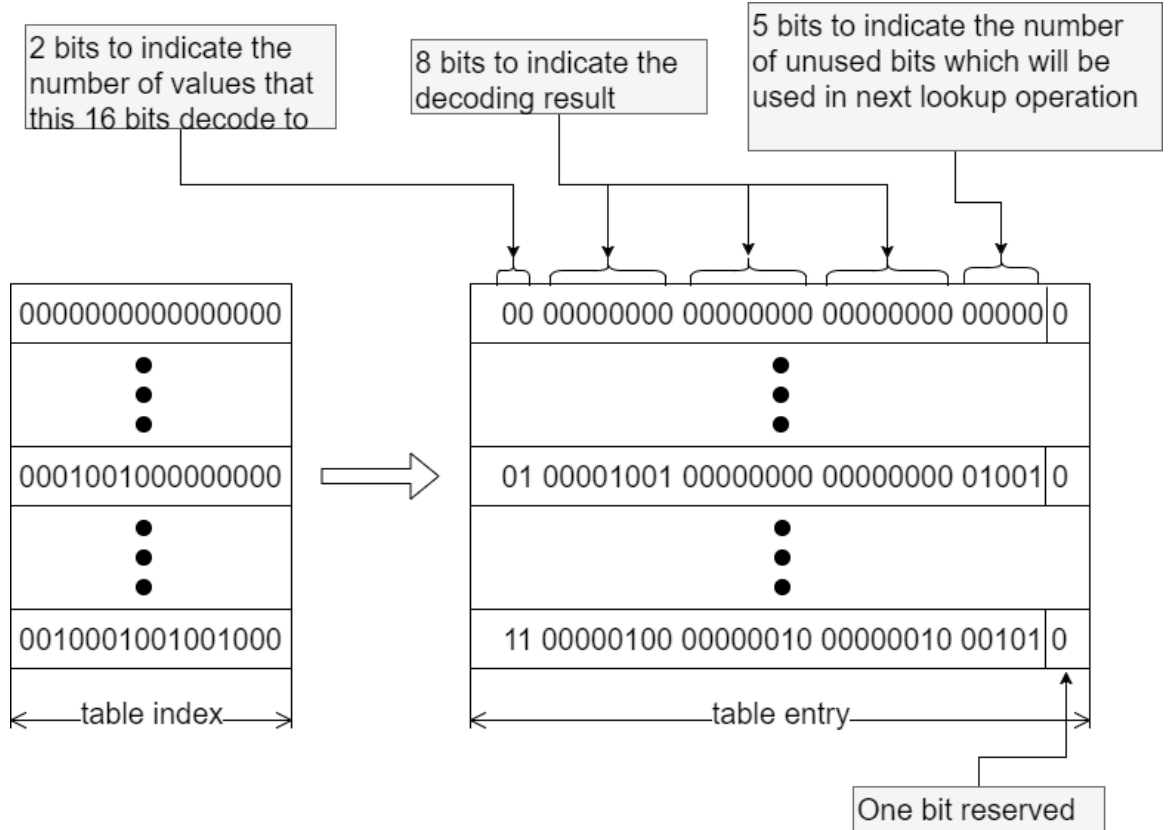 2 bits to indicate the
number of values that
this 16 bits decode to
8 bits to indicate the
decoding result
5 bits to indicate the number
of unused bits which will be
used in next lookup operation
0000000000000000
00 00000000 00000000 00000000 00000 0
0001001000000000
01 00001001 00000000 00000000 01001 0
0010001001001000
11 00000100 00000010 00000010 00101 0
table index
table entry
One bit reserved